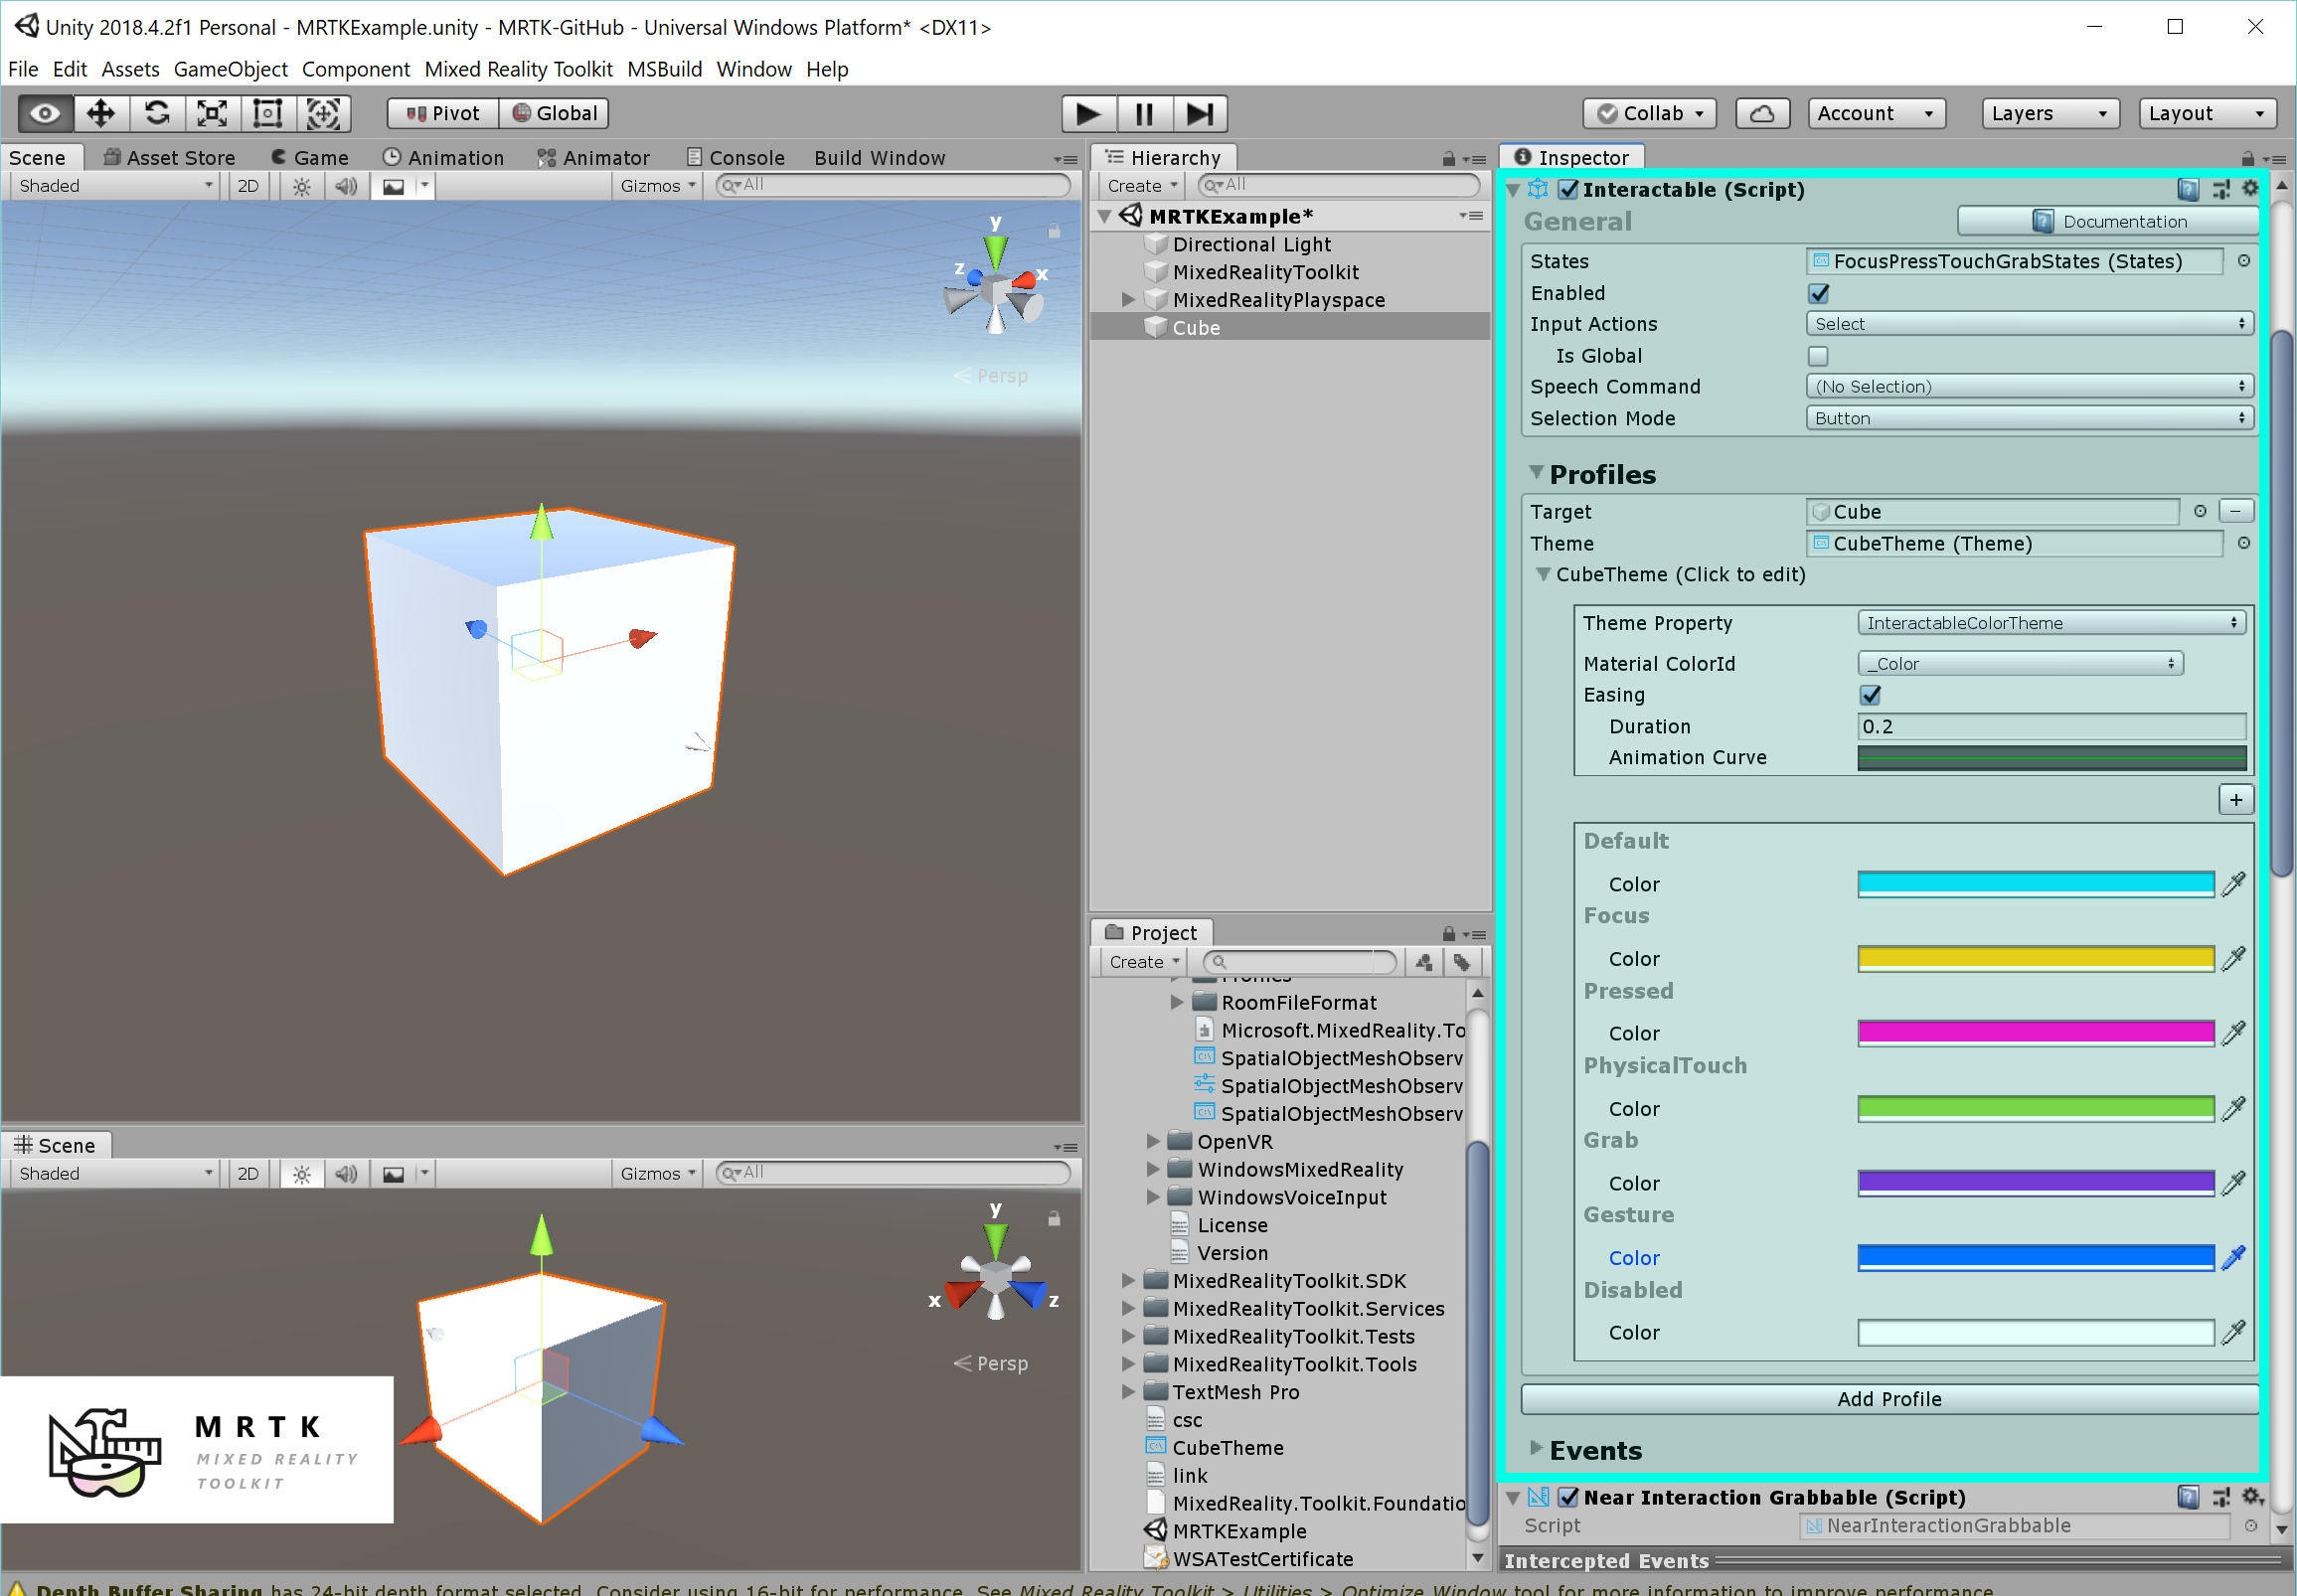 Unity 2018.4.2f1 Personal - MRTKExample.unity - MRTK-GitHub - Universal Windows Platform* <DX11>
File Edit Assets GameObject Component Mixed Reality Toolkit MSBuild Window Help
Pivot Global Collab Account Layers Layout
Scene Asset Store Game Animation Animator Console Build Window
Shaded 2D Gizmos All
y
z
x
Persp
Scene
Shaded 2D Gizmos All
y
x
z
Persp
MRTK
MIXED REALITY
TOOLKIT
Hierarchy
Create All
MRTKExample*
Directional Light
MixedRealityToolkit
MixedRealityPlayspace
Cube
Project
Create
RoomFileFormat
Microsoft.MixedReality.To
SpatialObjectMeshObserv
SpatialObjectMeshObserv
SpatialObjectMeshObserv
OpenVR
WindowsMixedReality
WindowsVoiceInput
License
Version
MixedRealityToolkit.SDK
MixedRealityToolkit.Services
MixedRealityToolkit.Tests
MixedRealityToolkit.Tools
TextMesh Pro
csc
CubeTheme
link
MixedReality.Toolkit.Foundatio
MRTKExample
WSATestCertificate
Inspector
Interactable (Script)
General Documentation
States FocusPressTouchGrabStates (States)
Enabled
Input Actions Select
Is Global
Speech Command (No Selection)
Selection Mode Button
Profiles
Target Cube
Theme CubeTheme (Theme)
CubeTheme (Click to edit)
Theme Property InteractableColorTheme
Material ColorId _Color
Easing
Duration 0.2
Animation Curve
+
Default
Color
Focus
Color
Pressed
Color
PhysicalTouch
Color
Grab
Color
Gesture
Color
Disabled
Color
Add Profile
Events
Near Interaction Grabbable (Script)
Script NearInteractionGrabbable
Intercepted Events
Depth Buffer Sharing has 24-bit depth format selected. Consider using 16-bit for performance. See Mixed Reality Toolkit > Utilities > Optimize Window tool for more information to improve performance